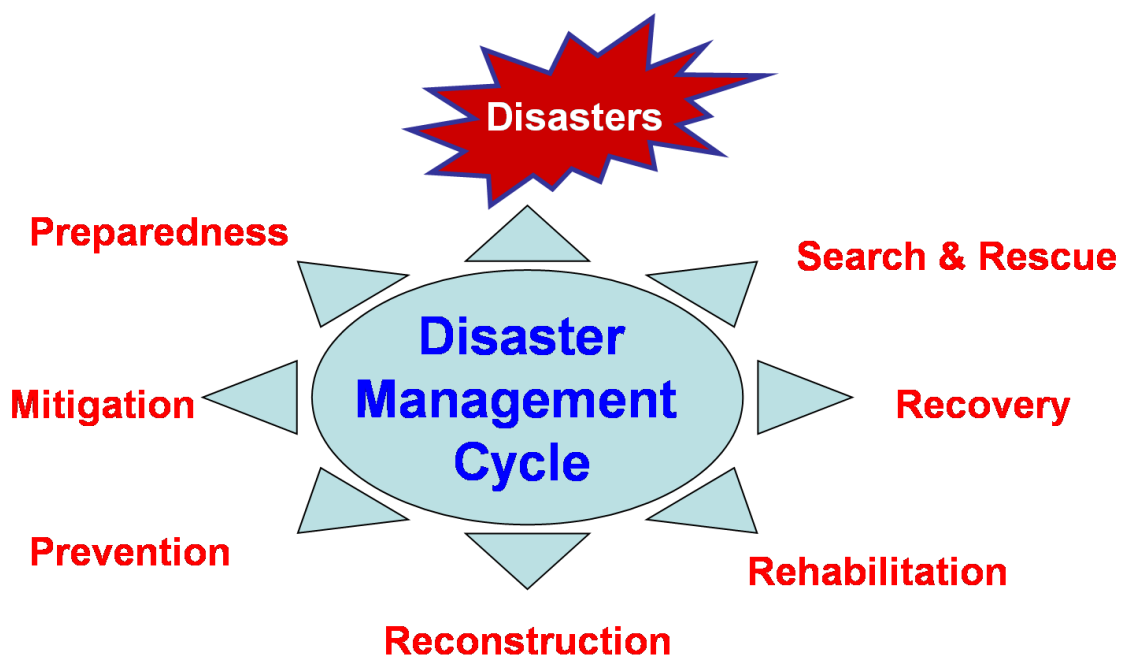 Disasters
Preparedness
Search & Rescue
Disaster
Management
Cycle
Mitigation
Recovery
Prevention
Rehabilitation
Reconstruction